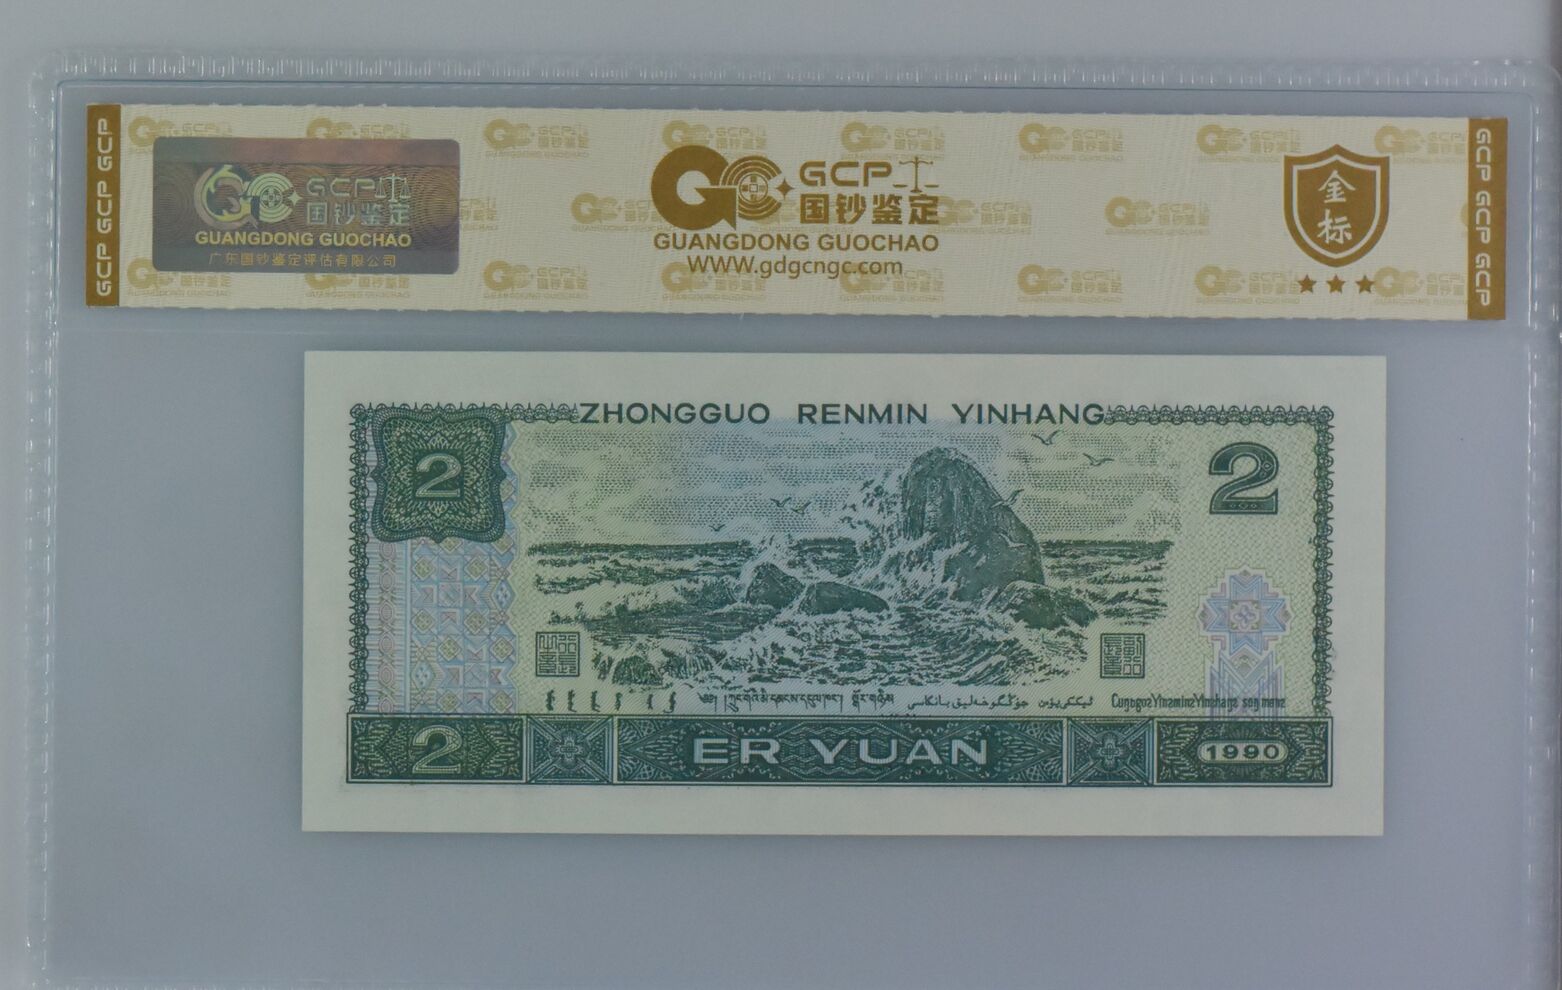 GCP GCP GCP
GCP 国钞鉴定
GUANGDONG GUOCHAO
广东国钞鉴定评估有限公司
GCP
国钞鉴定
GUANGDONG GUOCHAO
WWW.gdgcngc.com
金标
GCP GCP GCP
ZHONGGUO RENMIN YINHANG
2
2
2
ER YUAN
1990